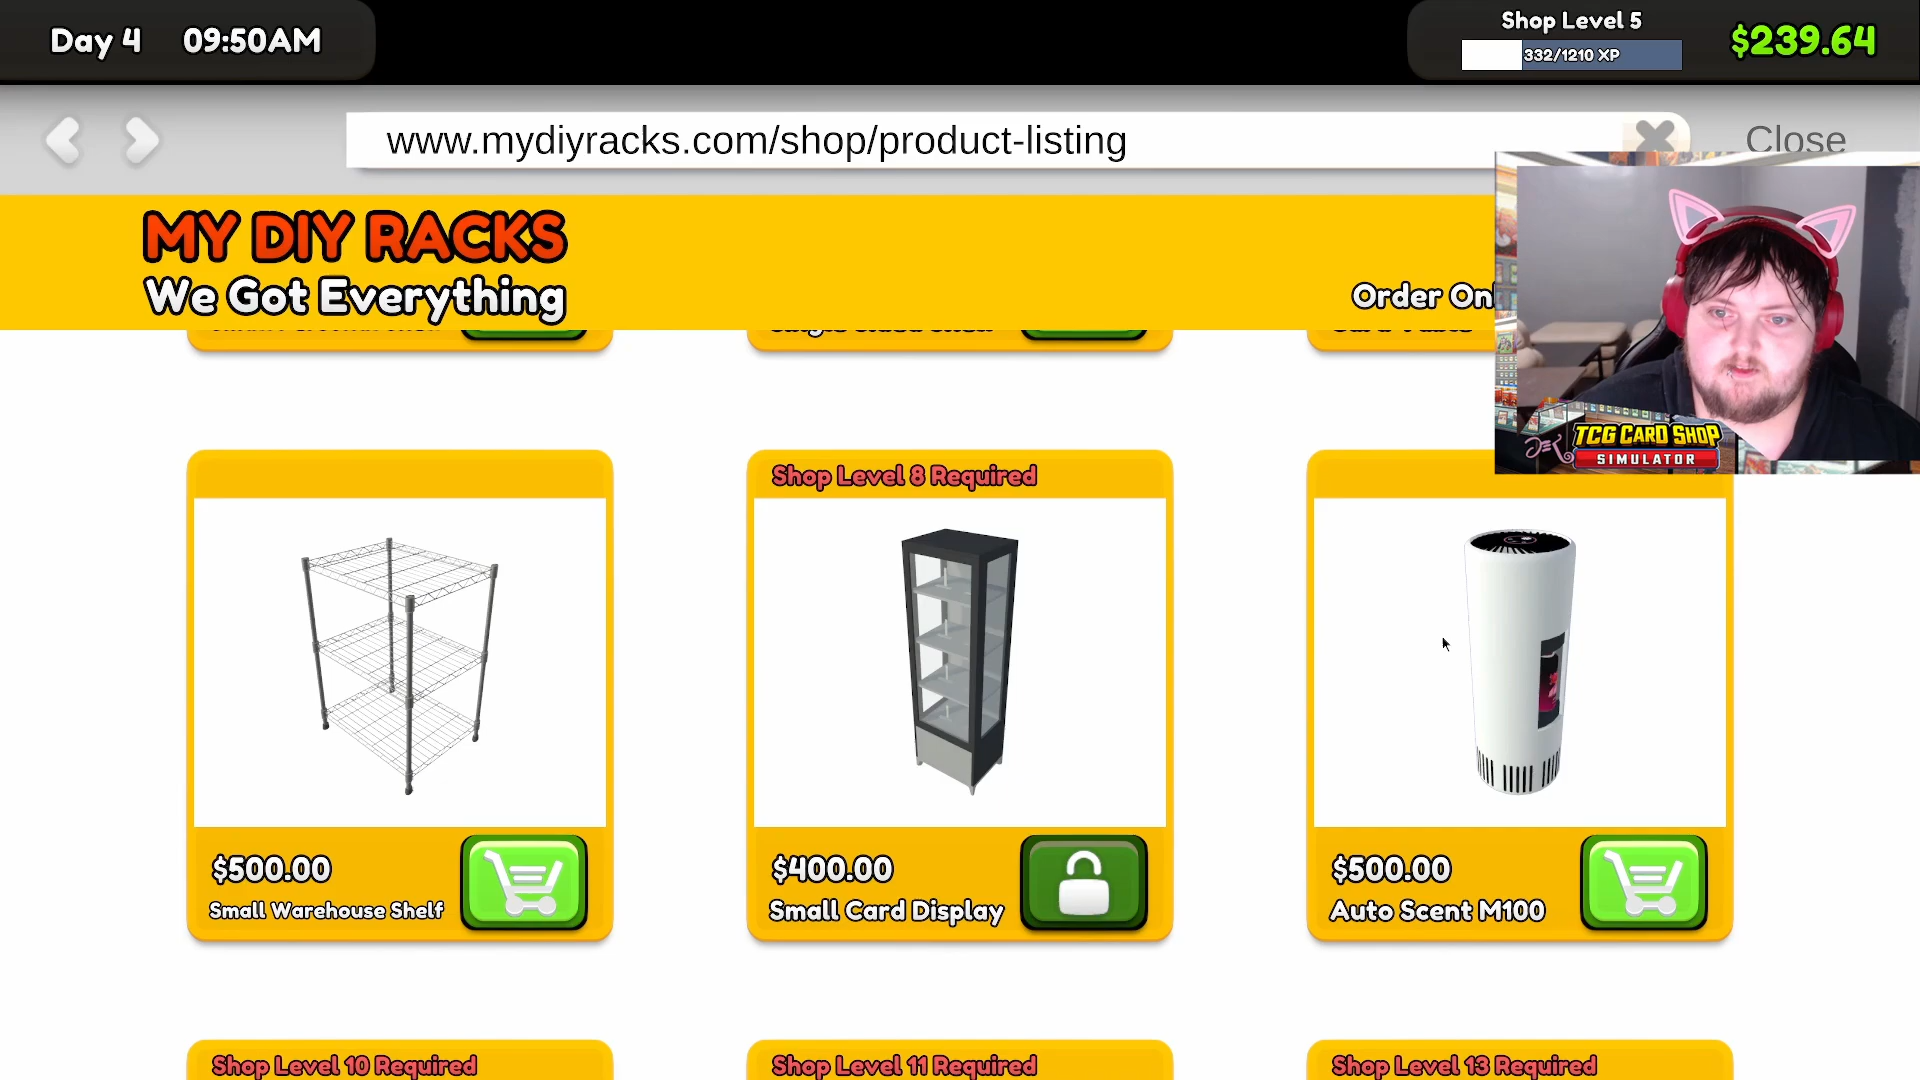 Day 4 09:50AM
Shop Level 5
332/1210 XP
$239.64
www.mydiyracks.com/shop/product-listing
Close
MY DIY RACKS
We Got Everything
Order Onl
TCG CARD SHOP
SIMULATOR
Shop Level 8 Required
$500.00
Small Warehouse Shelf
$400.00
Small Card Display
$500.00
Auto Scent M100
Shop Level 10 Required
Shop Level 11 Required
Shop Level 13 Required